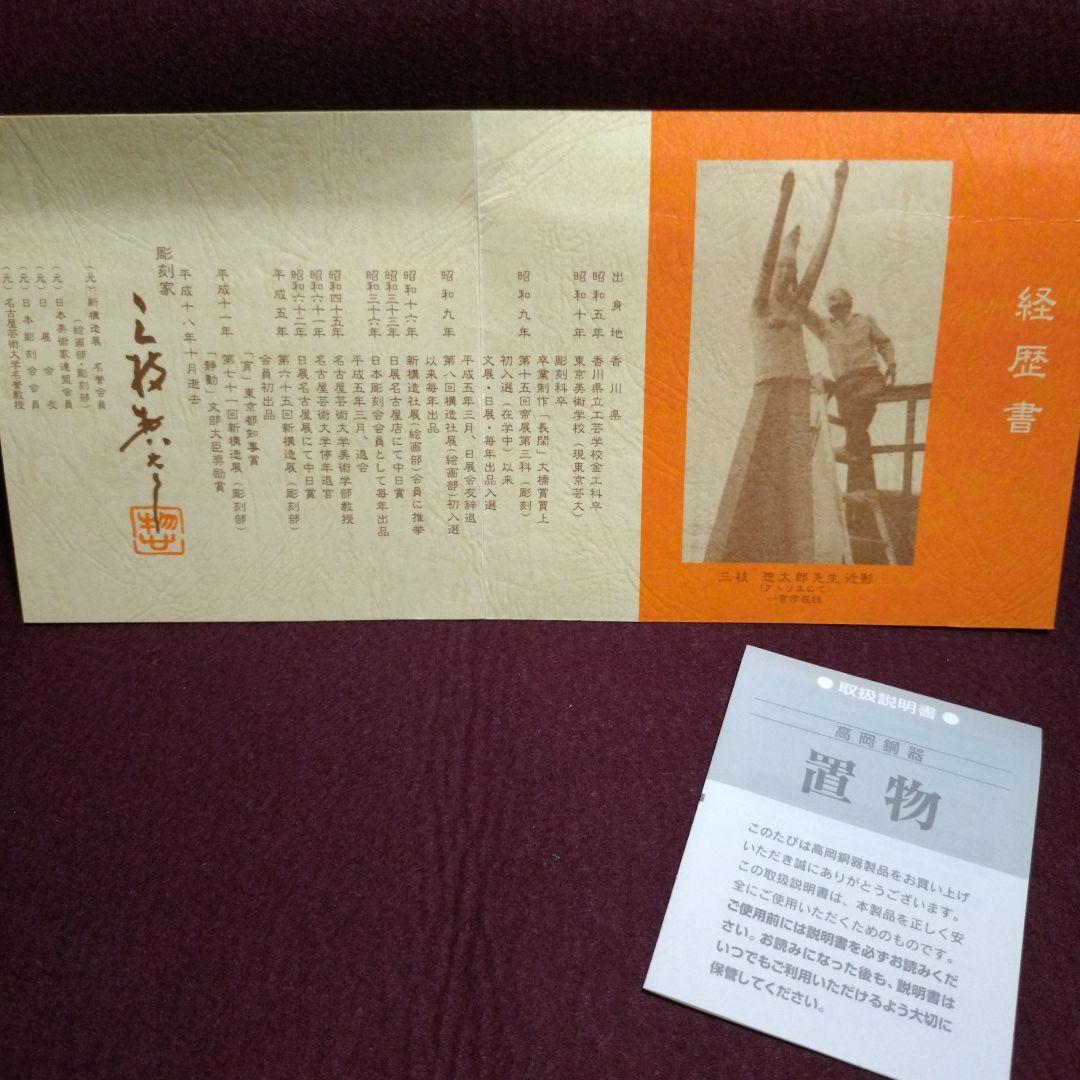 経歴書
三枝 惣太郎先生近影
(アトリエにて)
一宮市在住
出身地 香川県
昭和五年 香川県立工芸学校金工科卒
昭和十年 東京美術学校(現東京芸大)
彫刻科卒
卒業制作「長閑」大橋賞買上
昭和九年 第十五回帝展第三科(彫刻)
初入選(在学中)以来
文展・日展・毎年出品入選
平成五年三月、日展会友辞退
昭和九年 第八回構造社展(絵画部)初入選
以来毎年出品
昭和十六年 新構造社展(絵画部)会員に推挙
昭和三十三年 日展名古屋店にて中日賞
昭和三十六年 日本彫刻会会員として毎年出品
平成五年三月、退会
昭和四十五年 名古屋芸術大学美術学部教授
昭和六十一年 名古屋芸術大学停年退官
昭和六十二年 日展名古屋展にて中日賞
平成五年 第六十五回新構造展(彫刻部)
会員初出品
「育」東京都知事賞
平成十一年 第七十一回新構造展(彫刻部)
「静動」文部大臣奨励賞
平成十八年十月逝去
彫刻家
惣
(元)新構造展 名誉会員
(絵画部・彫刻部)
(元)日本美術家連盟会員
(元)日展会友
(元)日本彫刻会会員
(元)名古屋芸術大学名誉教授
●取扱説明書●
高岡銅器
置物
このたびは高岡銅器製品をお買い上げ
いただき誠にありがとうございます。
この取扱説明書は、本製品を正しく安
全にご使用いただくためのものです。
ご使用前には説明書を必ずお読みくだ
さい。お読みになった後も、説明書は
いつでもご利用いただけるよう大切に
保管してください。